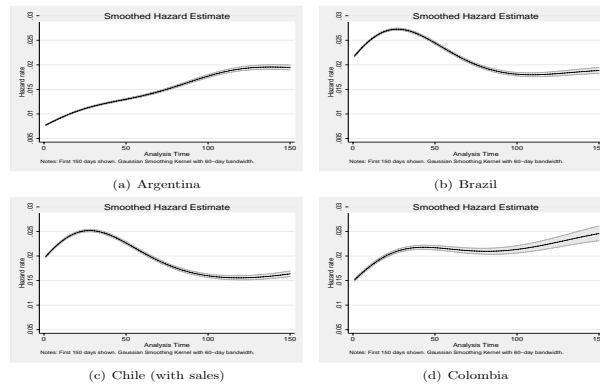 Smoothed Hazard Estimate
Hazard rate
.005 .01 .015 .02 .025 .03
0 50 100 150
Analysis Time
Notes: First 150 days shown. Gaussian Smoothing Kernel with 60-day bandwidth.
(a) Argentina
Smoothed Hazard Estimate
Hazard rate
.005 .01 .015 .02 .025 .03
0 50 100 150
Analysis Time
Notes: First 150 days shown. Gaussian Smoothing Kernel with 60-day bandwidth.
(b) Brazil
Smoothed Hazard Estimate
Hazard rate
.005 .01 .015 .02 .025 .03
0 50 100 150
Analysis Time
Notes: First 150 days shown. Gaussian Smoothing Kernel with 60-day bandwidth.
(c) Chile (with sales)
Smoothed Hazard Estimate
Hazard rate
.005 .01 .015 .02 .025 .03
0 50 100 150
Analysis Time
Notes: First 150 days shown. Gaussian Smoothing Kernel with 60-day bandwidth.
(d) Colombia